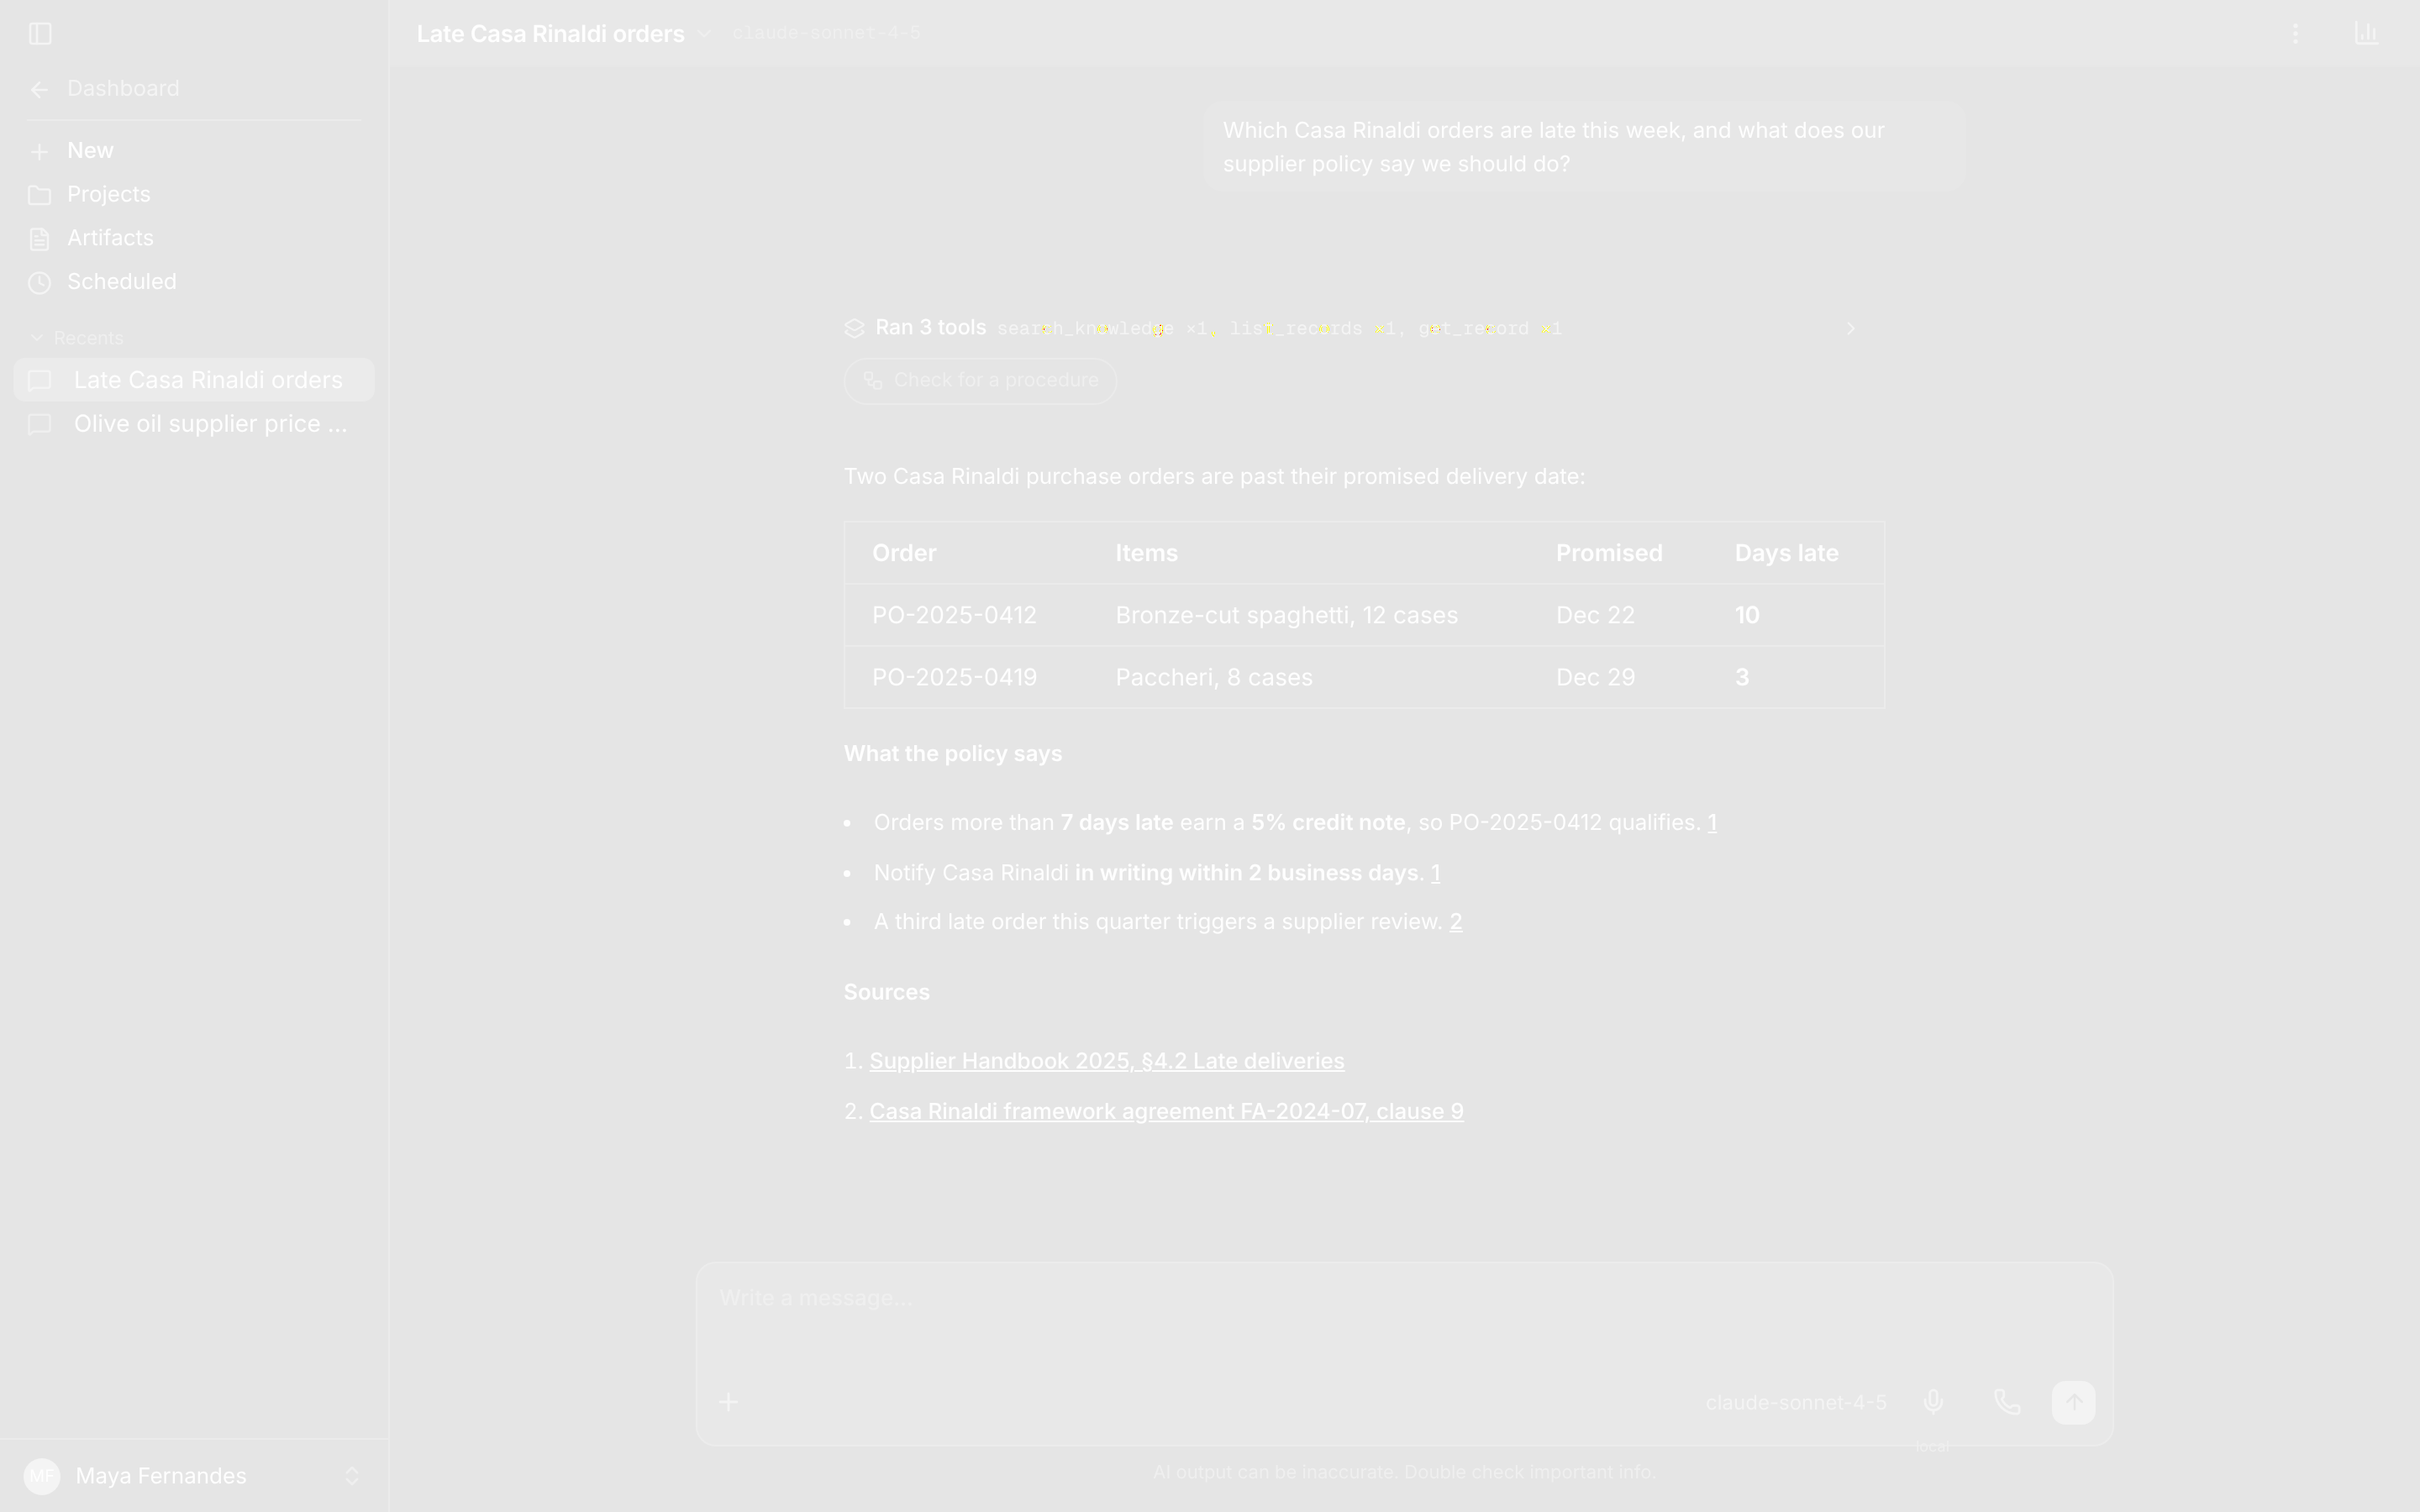 Late Casa Rinaldi orders
claude-sonnet-4-5
Dashboard
New
Projects
Artifacts
Scheduled
Recents
Late Casa Rinaldi orders
Olive oil supplier price ...
Which Casa Rinaldi orders are late this week, and what does our
supplier policy say we should do?
Ran 3 tools search_knowledge ×1, list_records ×1, get_record ×1
Check for a procedure
Two Casa Rinaldi purchase orders are past their promised delivery date:
Order Items Promised Days late
PO-2025-0412 Bronze-cut spaghetti, 12 cases Dec 22 10
PO-2025-0419 Paccheri, 8 cases Dec 29 3
What the policy says
• Orders more than 7 days late earn a 5% credit note, so PO-2025-0412 qualifies. 1
• Notify Casa Rinaldi in writing within 2 business days. 1
• A third late order this quarter triggers a supplier review. 2
Sources
1. Supplier Handbook 2025, §4.2 Late deliveries
2. Casa Rinaldi framework agreement FA-2024-07, clause 9
Write a message...
claude-sonnet-4-5
local
MF Maya Fernandes
AI output can be inaccurate. Double check important info.